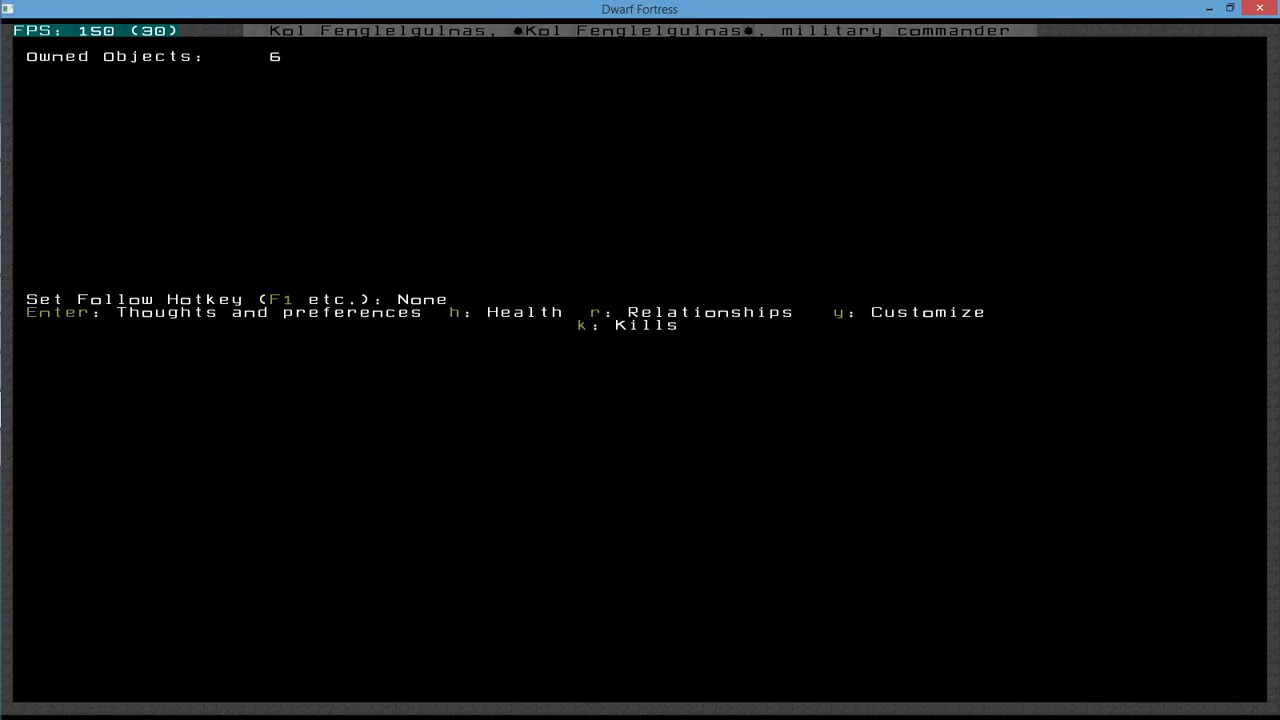 Dwarf Fortress
FPS: 150 (30) Kol Fenglelgulnas, *Kol Fenglelgulnas*, military commander
Owned Objects: 6
Set Follow Hotkey (F1 etc.): None
Enter: Thoughts and preferences h: Health r: Relationships y: Customize
k: Kills